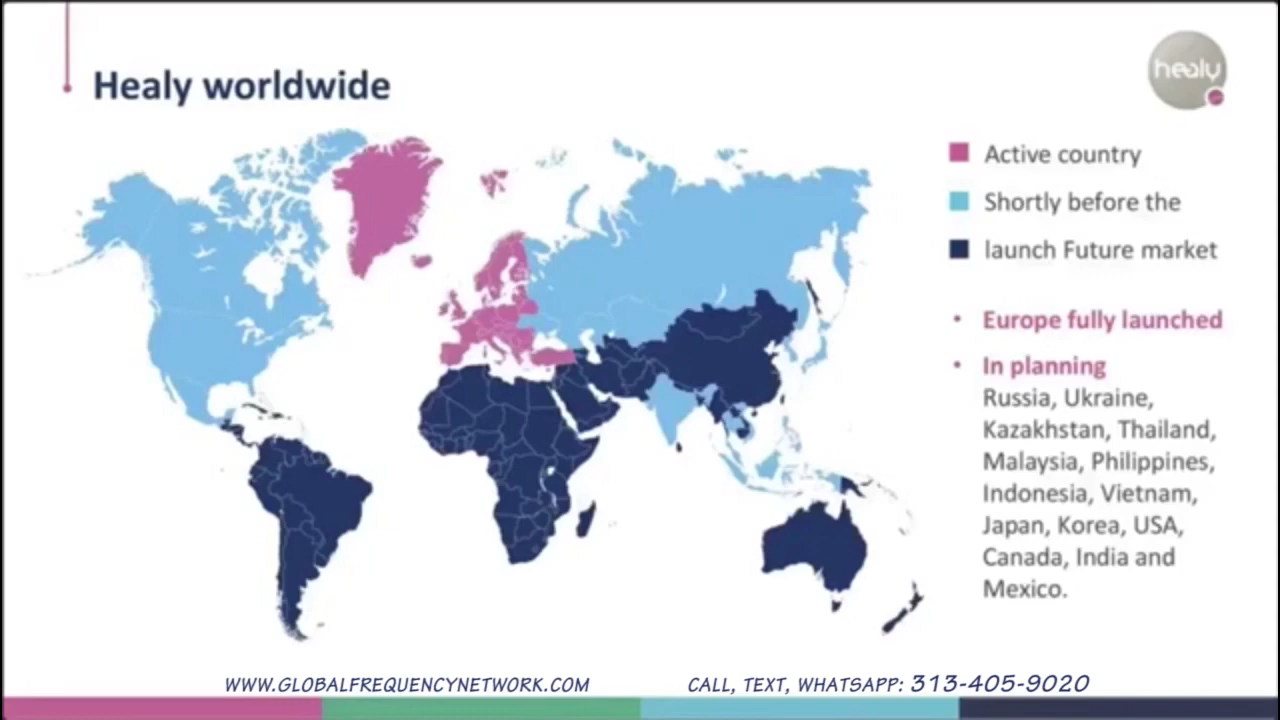 Healy worldwide
healy
Active country
Shortly before the
launch Future market
• Europe fully launched
• In planning
Russia, Ukraine,
Kazakhstan, Thailand,
Malaysia, Philippines,
Indonesia, Vietnam,
Japan, Korea, USA,
Canada, India and
Mexico.
WWW.GLOBALFREQUENCYNETWORK.COM
CALL, TEXT, WHATSAPP: 313-405-9020